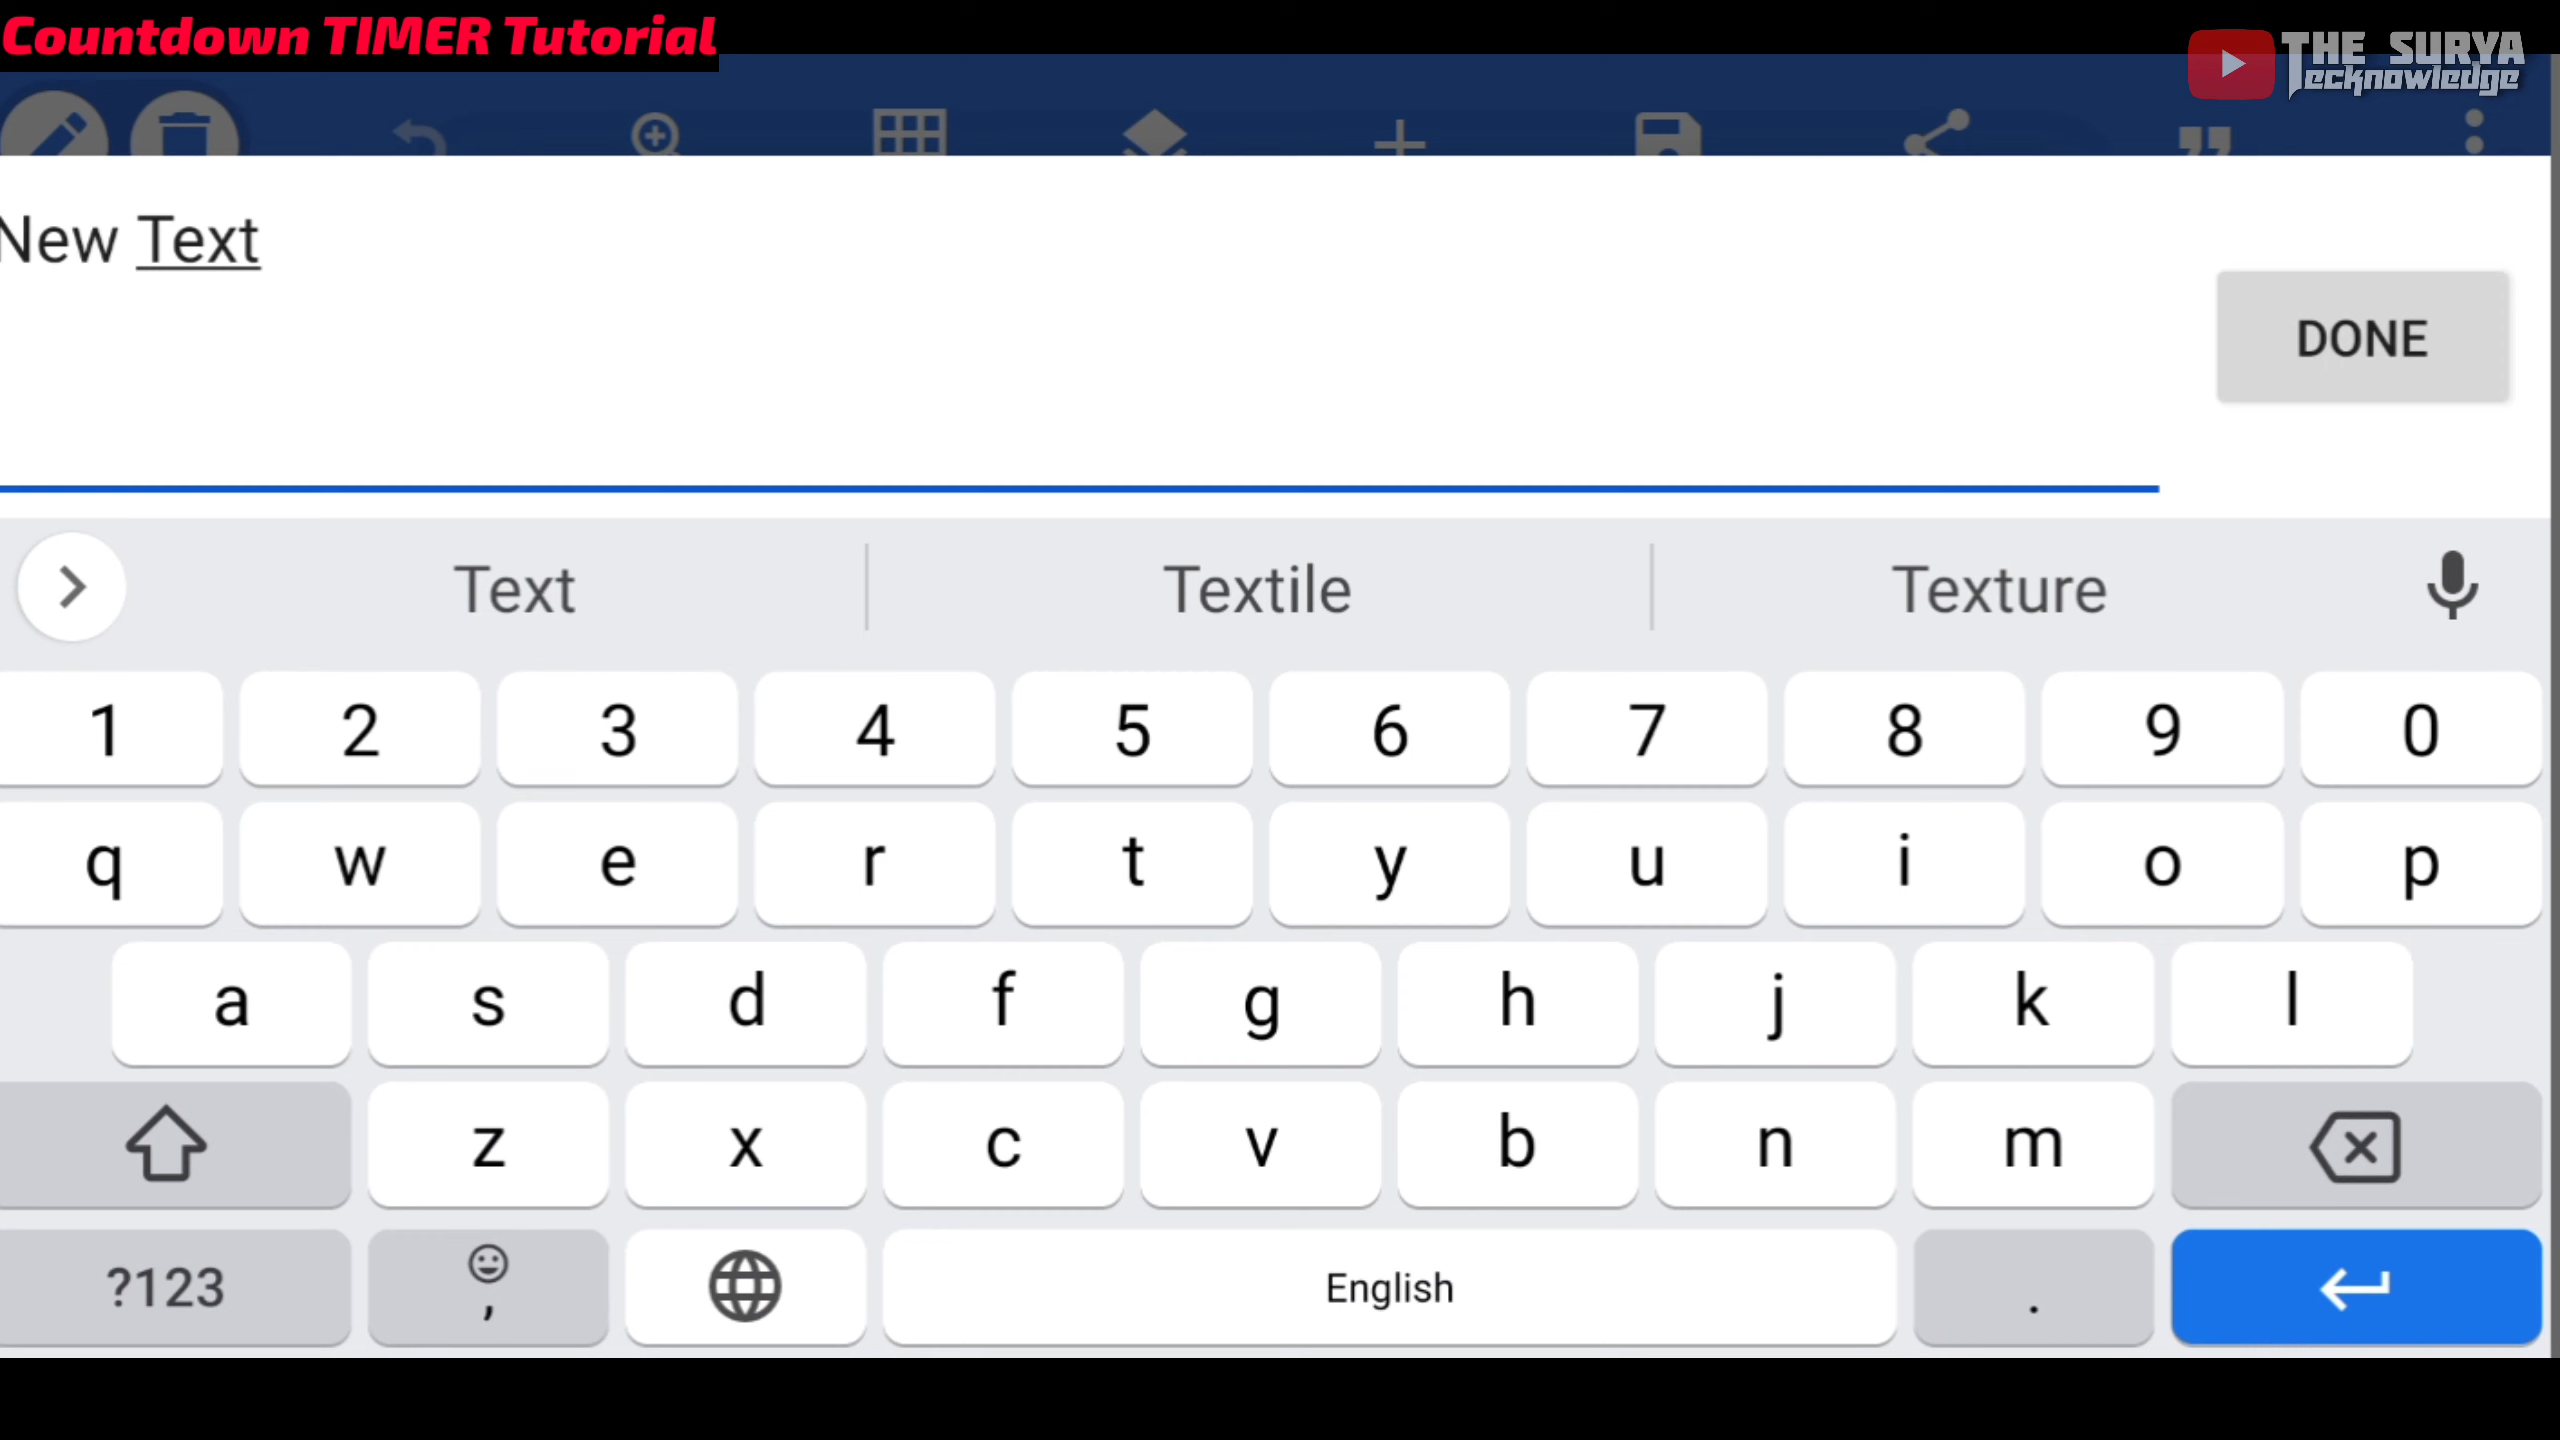 Countdown TIMER Tutorial
THE SURYA
Tecknowledge
New Text
DONE
Text Textile Texture
1 2 3 4 5 6 7 8 9 0
q w e r t y u i o p
a s d f g h j k l
z x c v b n m
?123 , English .